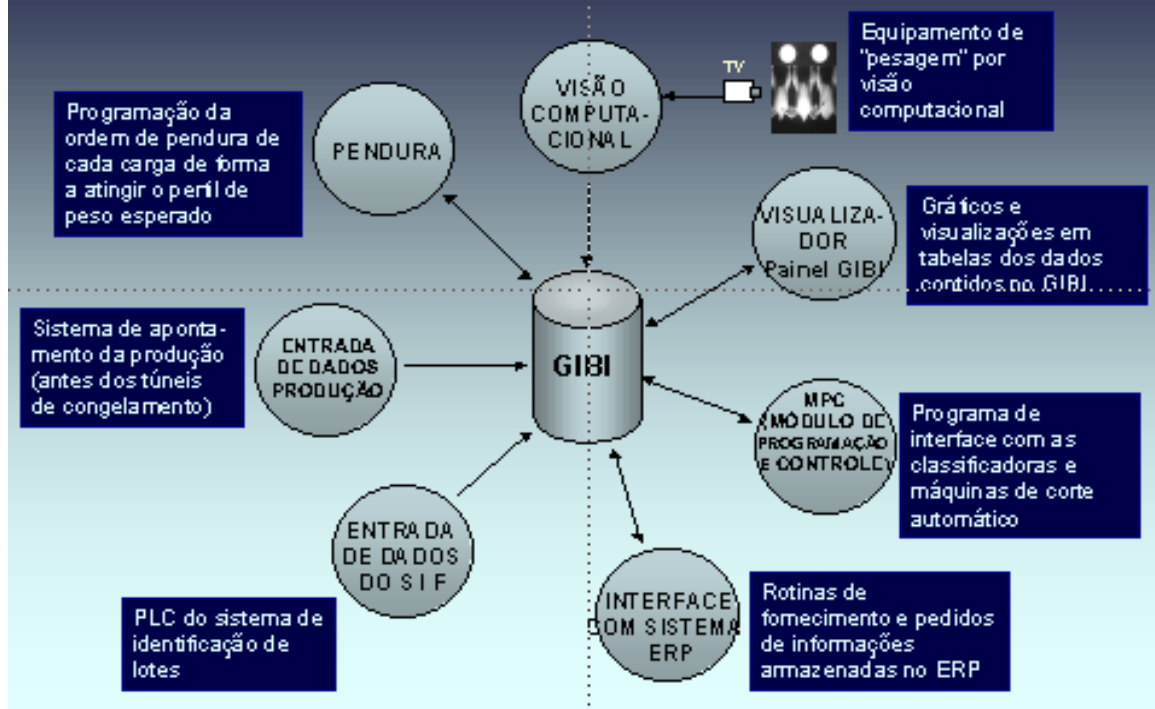 Equipamento de
"pesagem" por
visão
computacional
TV
VISÃO
COMPUTA-
CIONAL
Programação da
ordem de pendura de
cada carga de forma
a atingir o perfil de
peso esperado
PENDURA
VISUALIZA-
DOR
Painel GIBI
Gráficos e
visualizações em
tabelas dos dados
contidos no GIBI
Sistema de aponta-
mento da produção
(antes dos túneis
de congelamento)
ENTRADA
DE DADOS
PRODUÇÃO
GIBI
MPC
(MÓDULO DE
PROGRAMAÇÃO
E CONTROLE)
Programa de
interface com as
classificadoras e
máquinas de corte
automático
ENTRADA
DE DADOS
DO S I F
PLC do sistema de
identificação de
lotes
INTERFACE
COM SISTEMA
ERP
Rotinas de
fornecimento e pedidos
de informações
armazenadas no ERP